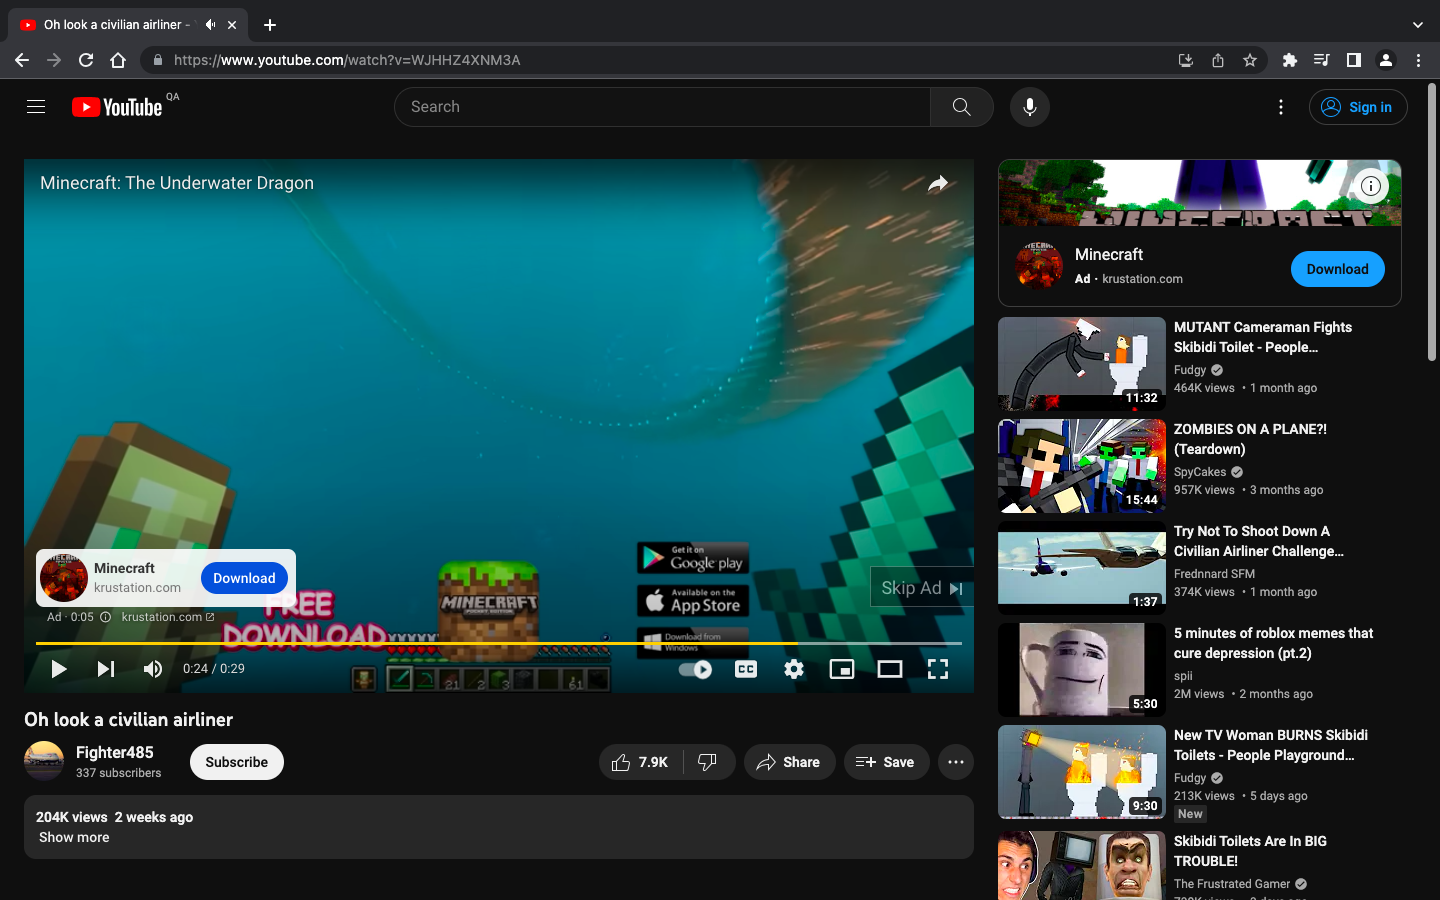 Oh look a civilian airliner -
https://www.youtube.com/watch?v=WJHHZ4XNM3A
YouTube QA
Search
Sign in
Minecraft: The Underwater Dragon
MINECRAFT
Minecraft
Ad · krustation.com
Download
MUTANT Cameraman Fights
Skibidi Toilet - People...
Fudgy
464K views • 1 month ago
11:32
ZOMBIES ON A PLANE?!
(Teardown)
SpyCakes
957K views • 3 months ago
15:44
Try Not To Shoot Down A
Civilian Airliner Challenge...
Frednnard SFM
374K views • 1 month ago
1:37
5 minutes of roblox memes that
cure depression (pt.2)
spii
2M views • 2 months ago
5:30
New TV Woman BURNS Skibidi
Toilets - People Playground...
Fudgy
213K views • 5 days ago
New
9:30
Skibidi Toilets Are In BIG
TROUBLE!
The Frustrated Gamer
Minecraft
krustation.com
Download
Ad · 0:05 krustation.com
FREE
DOWNLOAD
MINECRAFT
Get it on
Google play
Available on the
App Store
Download from
Windows
Skip Ad
21 2 3 61
0:24 / 0:29
CC
Oh look a civilian airliner
Fighter485
337 subscribers
Subscribe
7.9K
Share
Save
204K views 2 weeks ago
Show more